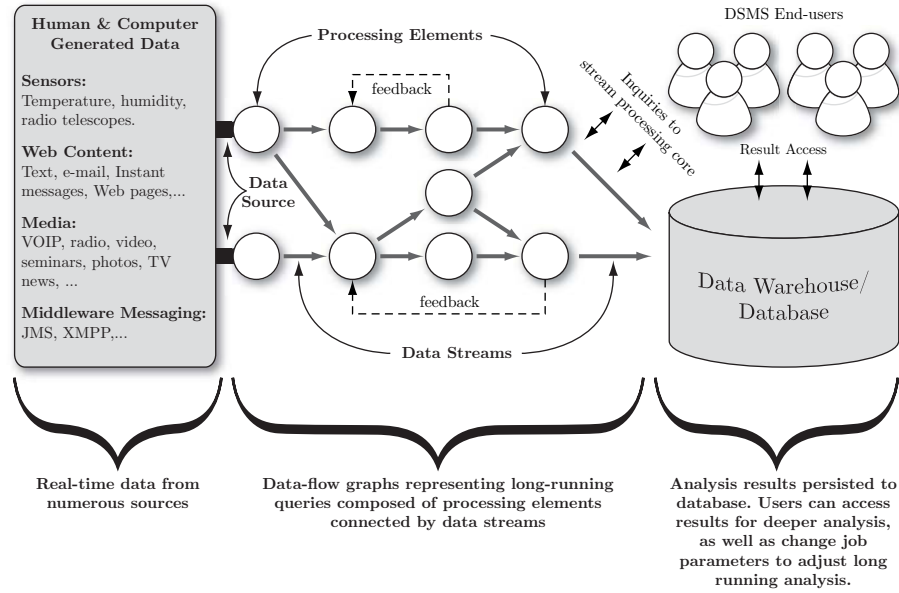 Human & Computer
Generated Data
Sensors:
Temperature, humidity,
radio telescopes.
Web Content:
Text, e-mail, Instant
messages, Web pages,...
Media:
VOIP, radio, video,
seminars, photos, TV
news, ...
Middleware Messaging:
JMS, XMPP,...
Processing Elements
feedback
Data
Source
feedback
Data Streams
Inquiries to
stream processing core
DSMS End-users
Result Access
Data Warehouse/
Database
Real-time data from
numerous sources
Data-flow graphs representing long-running
queries composed of processing elements
connected by data streams
Analysis results persisted to
database. Users can access
results for deeper analysis,
as well as change job
parameters to adjust long
running analysis.